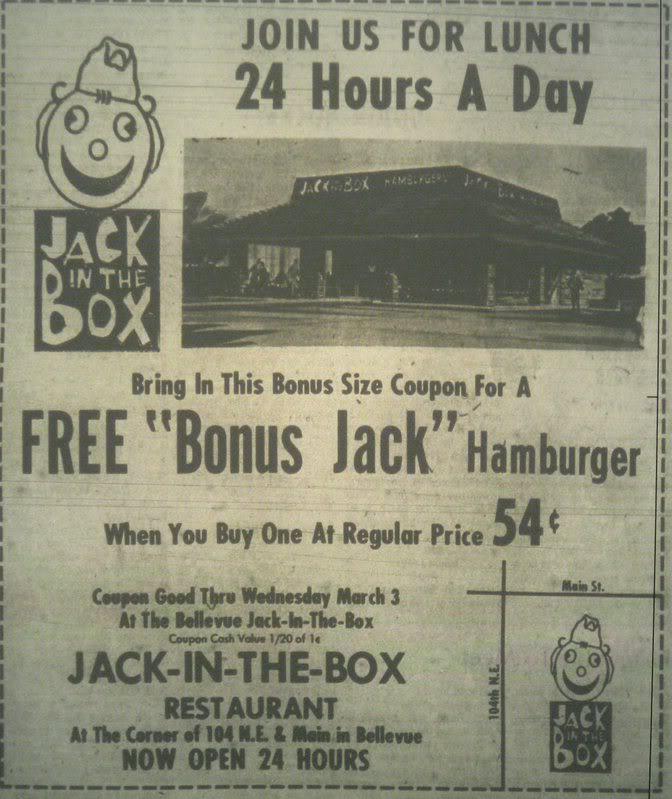 JOIN US FOR LUNCH
24 Hours A Day
JACK IN THE BOX HAMBURGERS
JACK
IN THE
BOX
Bring In This Bonus Size Coupon For A
FREE "Bonus Jack" Hamburger
When You Buy One At Regular Price 54¢
Coupon Good Thru Wednesday March 3
At The Bellevue Jack-In-The-Box
Coupon Cash Value 1/20 of 1¢
JACK-IN-THE-BOX
RESTAURANT
At The Corner of 104 N.E. & Main in Bellevue
NOW OPEN 24 HOURS
Main St.
104th N.E.
JACK
IN THE
BOX